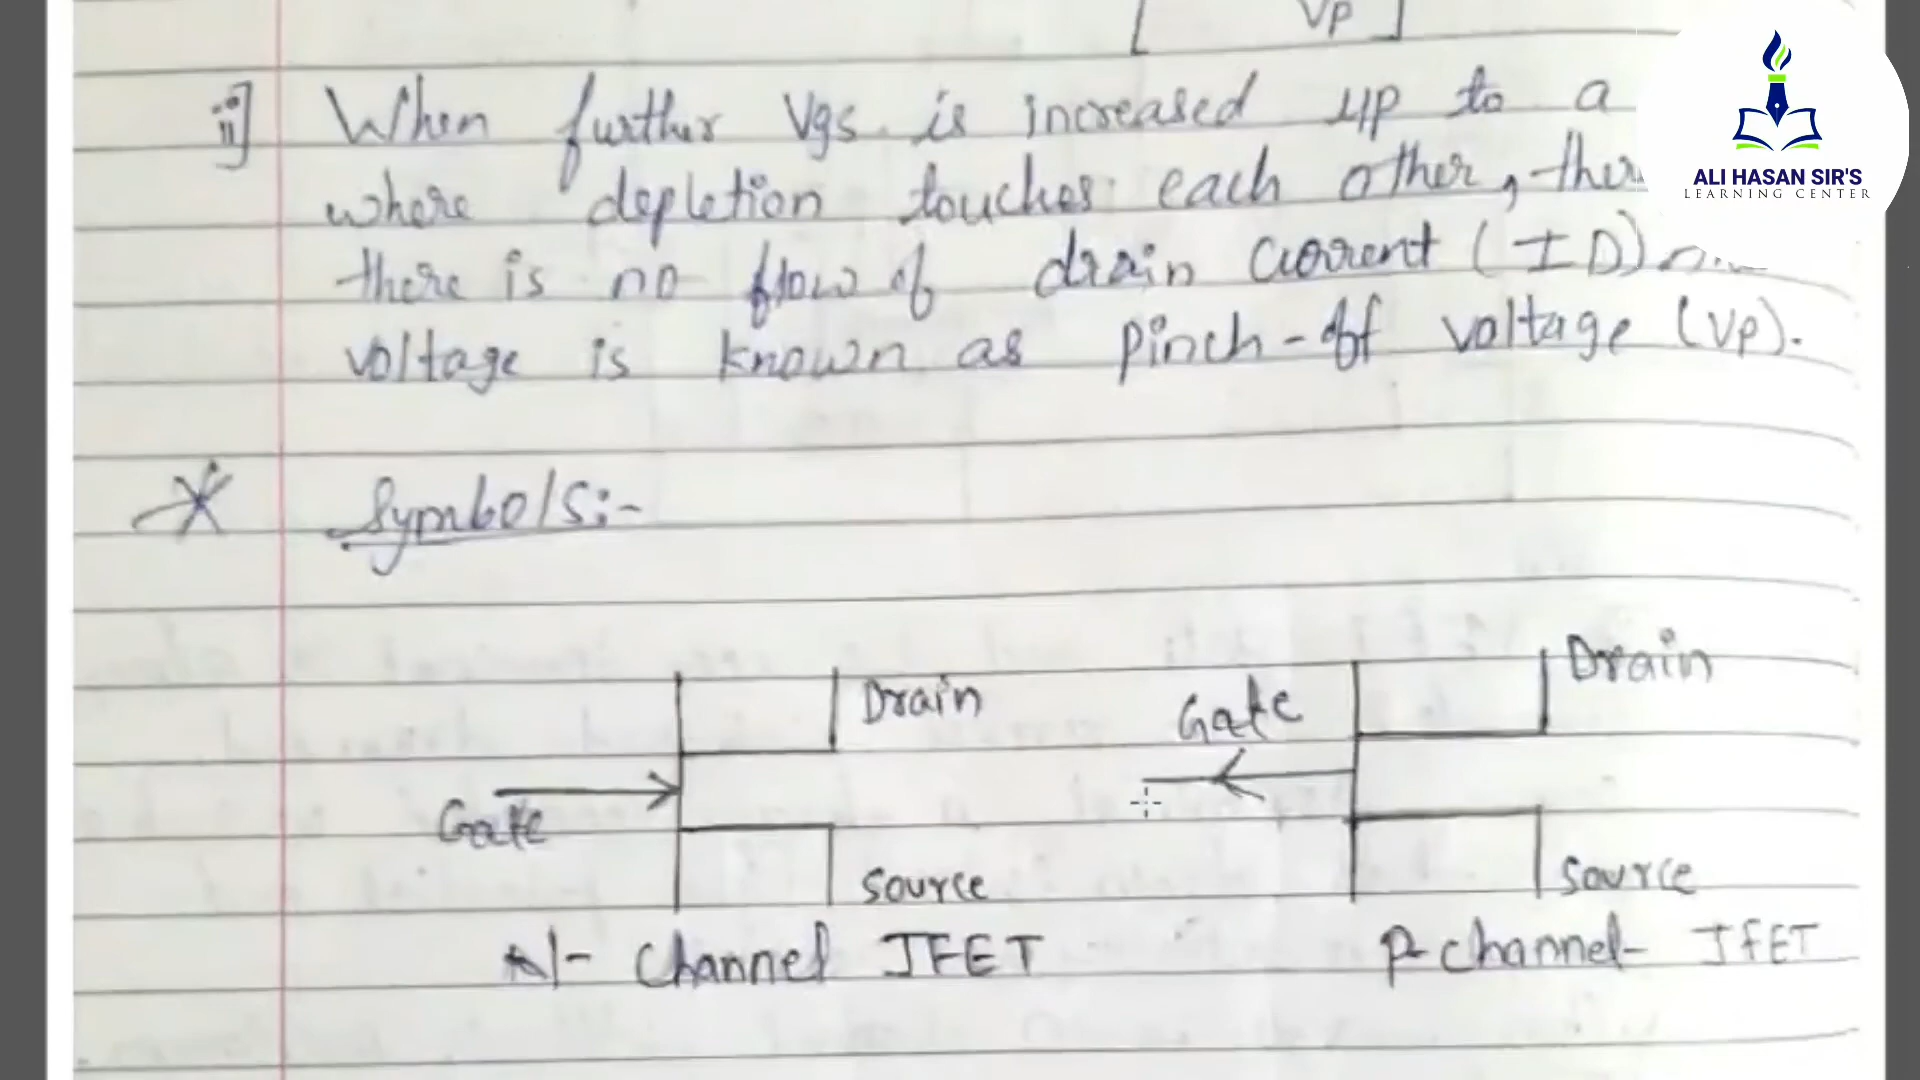 Vp
ii] When further Vgs is increased up to a
where depletion touches each other,
there is no flow of drain current (ID)
voltage is known as pinch-off voltage (Vp).
Symbols:-
Drain
Gate
Source
N- Channel JFET
Drain
Gate
Source
P-channel- JFET
ALI HASAN SIR'S
LEARNING CENTER